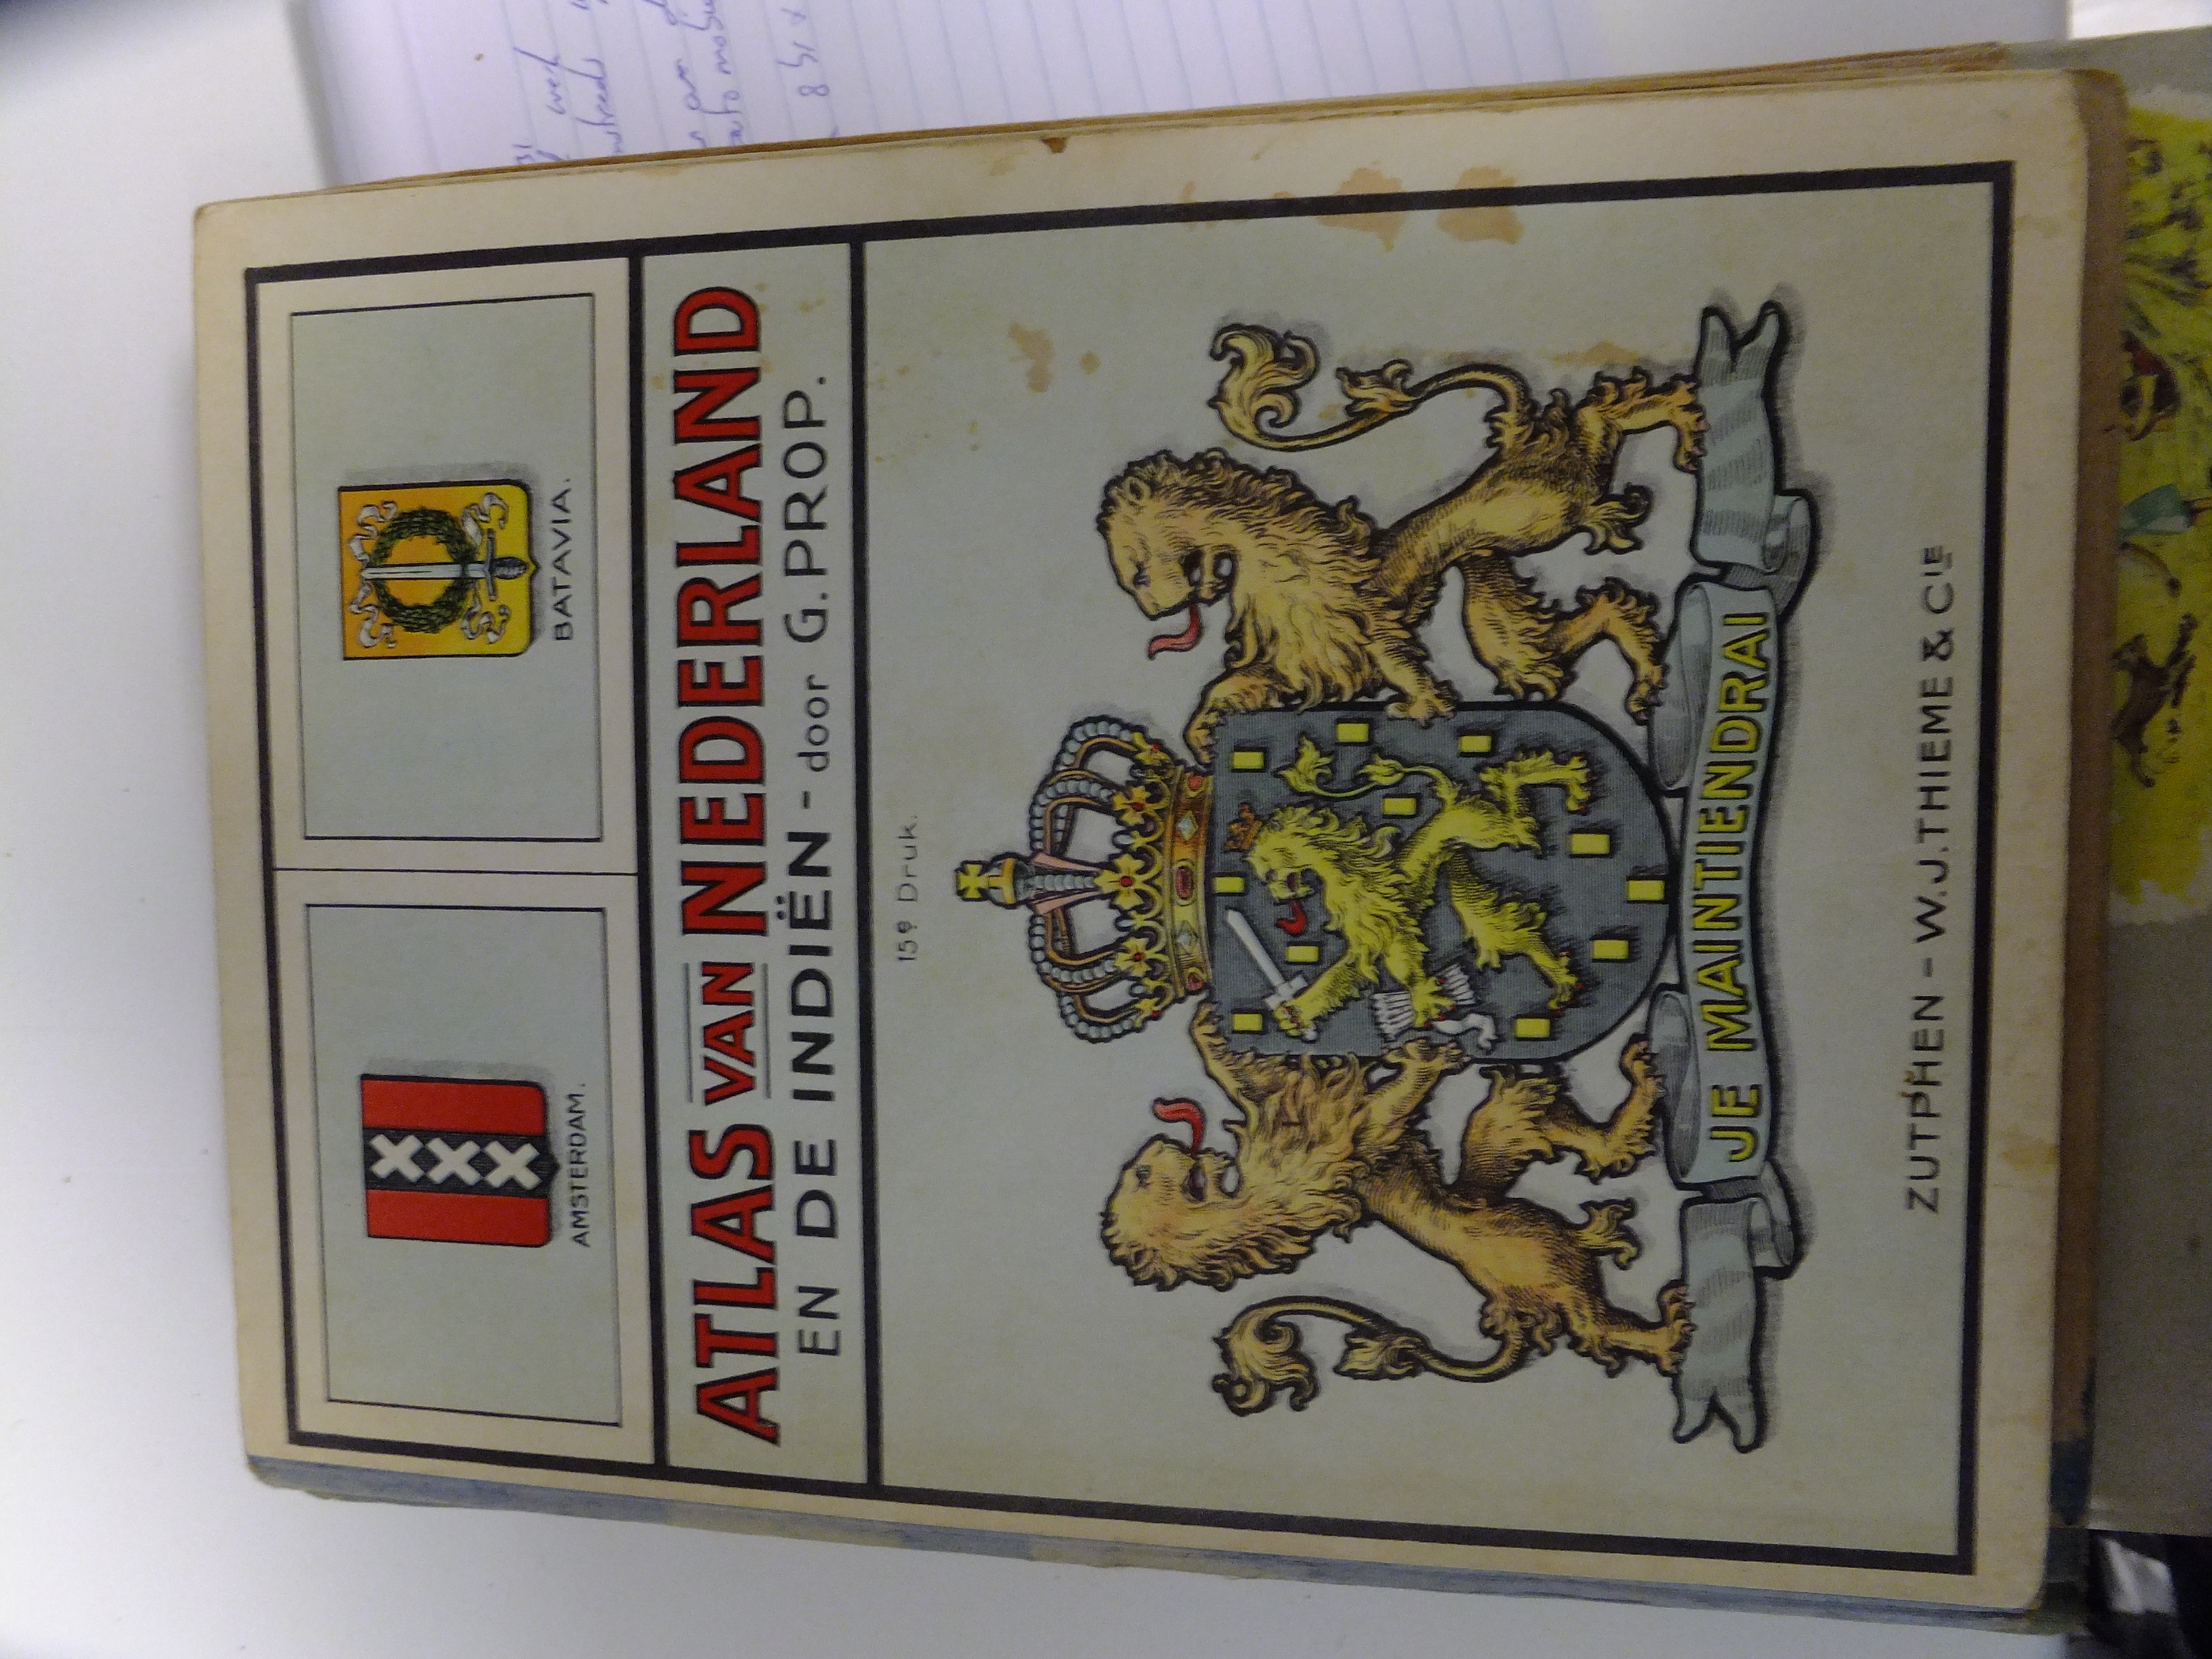 AMSTERDAM.
BATAVIA.
ATLAS VAN NEDERLAND
EN DE INDIËN - door G. PROP.
15e Druk.
JE MAINTIENDRAI
ZUTPHEN - W.J. THIEME & CIE